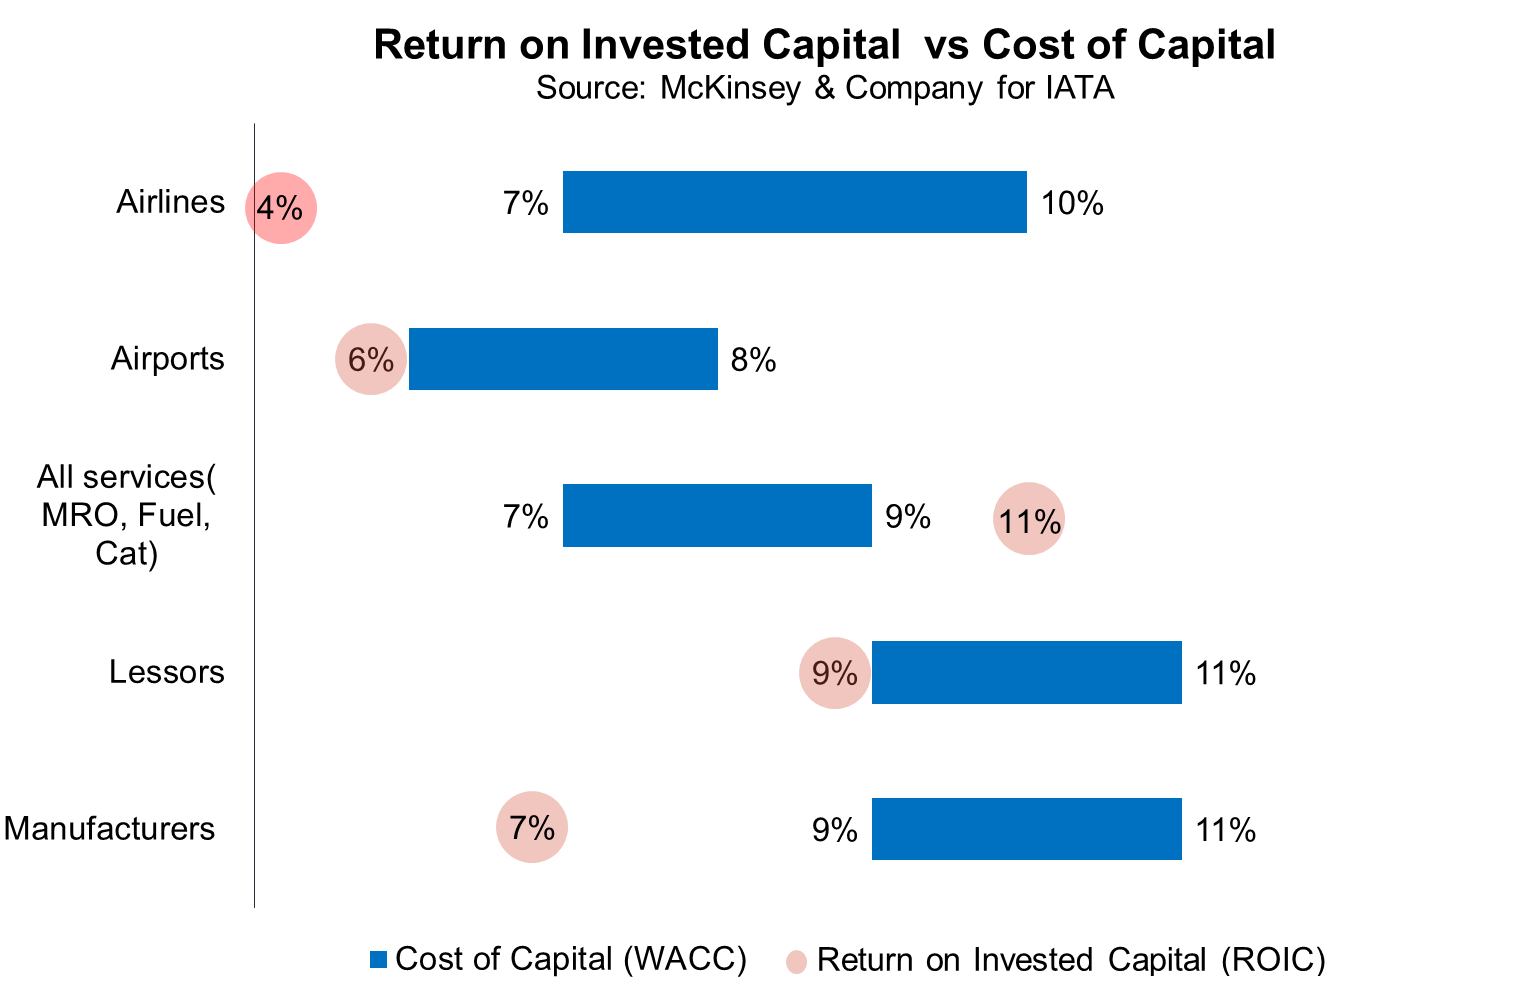 Return on Invested Capital  vs Cost of Capital
Source: McKinsey & Company for IATA
Airlines
4%
7%
10%
Airports
6%
8%
All services(
MRO, Fuel,
Cat)
7%
9%
11%
Lessors
9%
11%
Manufacturers
7%
9%
11%
Cost of Capital (WACC)
Return on Invested Capital (ROIC)